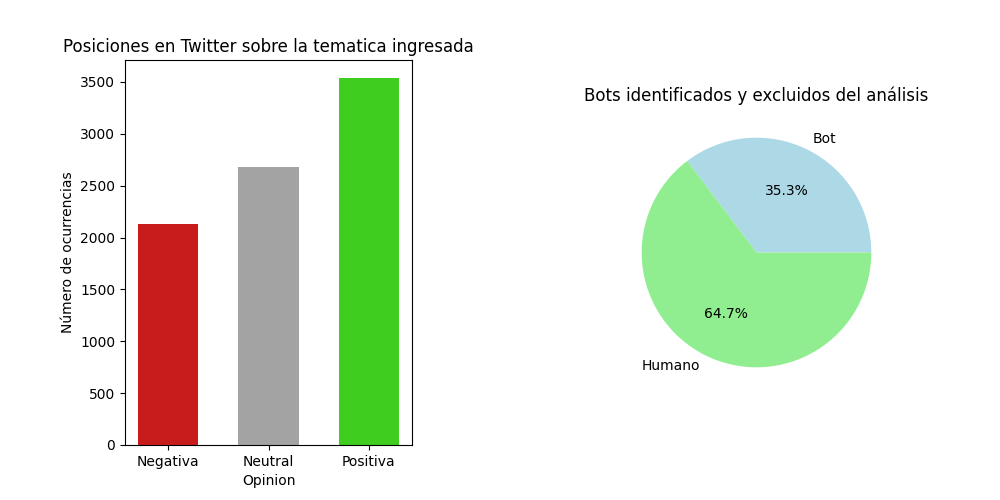 Posiciones en Twitter sobre la tematica ingresada
Número de ocurrencias
3500
3000
2500
2000
1500
1000
500
0
Negativa
Neutral
Positiva
Opinion
Bots identificados y excluidos del análisis
Bot
35.3%
64.7%
Humano